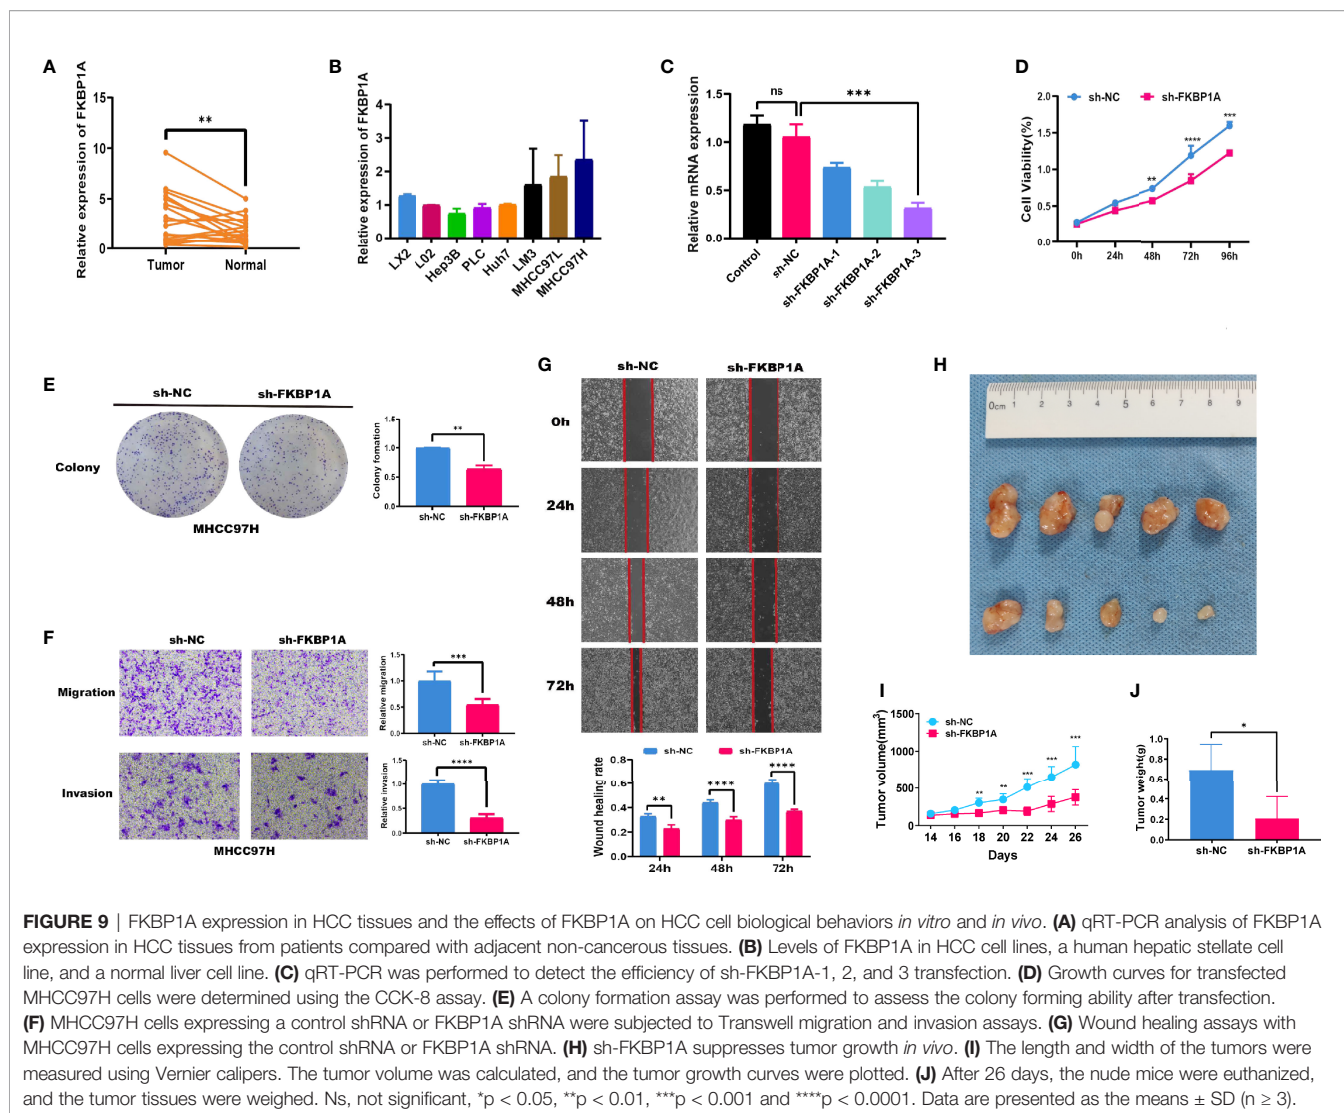 A
Relative expression of FKBP1A
15
10
5
0
**
Tumor
Normal
B
Relative expression of FKBP1A
4
3
2
1
0
LX2
L02
Hep3B
PLC
Huh7
LM3
MHCC97L
MHCC97H
C
Relative mRNA expression
1.5
1.0
0.5
0.0
ns
***
Control
sh-NC
sh-FKBP1A-1
sh-FKBP1A-2
sh-FKBP1A-3
D
sh-NC
sh-FKBP1A
Cell Viability(%)
2.0
1.5
1.0
0.5
0.0
**
****
***
0h
24h
48h
72h
96h
E
sh-NC
sh-FKBP1A
Colony
MHCC97H
Colony fomation
1.5
1.0
0.5
0.0
**
sh-NC
sh-FKBP1A
F
sh-NC
sh-FKBP1A
Migration
Invasion
MHCC97H
Relative migration
1.5
1.0
0.5
0.0
***
sh-NC
sh-FKBP1A
Relative invasion
1.5
1.0
0.5
0.0
****
sh-NC
sh-FKBP1A
G
sh-NC
sh-FKBP1A
0h
24h
48h
72h
sh-NC
sh-FKBP1A
Wound healing rate
0.8
0.6
0.4
0.2
0.0
**
****
****
24h
48h
72h
H
0cm 1 2 3 4 5 6 7 8 9
I
sh-NC
sh-FKBP1A
Tumor volume(mm³)
1500
1000
500
0
**
**
***
***
***
14 16 18 20 22 24 26
Days
J
Tumor weight(g)
1.0
0.8
0.6
0.4
0.2
0.0
*
sh-NC
sh-FKBP1A
FIGURE 9 | FKBP1A expression in HCC tissues and the effects of FKBP1A on HCC cell biological behaviors in vitro and in vivo. (A) qRT-PCR analysis of FKBP1A
expression in HCC tissues from patients compared with adjacent non-cancerous tissues. (B) Levels of FKBP1A in HCC cell lines, a human hepatic stellate cell
line, and a normal liver cell line. (C) qRT-PCR was performed to detect the efficiency of sh-FKBP1A-1, 2, and 3 transfection. (D) Growth curves for transfected
MHCC97H cells were determined using the CCK-8 assay. (E) A colony formation assay was performed to assess the colony forming ability after transfection.
(F) MHCC97H cells expressing a control shRNA or FKBP1A shRNA were subjected to Transwell migration and invasion assays. (G) Wound healing assays with
MHCC97H cells expressing the control shRNA or FKBP1A shRNA. (H) sh-FKBP1A suppresses tumor growth in vivo. (I) The length and width of the tumors were
measured using Vernier calipers. The tumor volume was calculated, and the tumor growth curves were plotted. (J) After 26 days, the nude mice were euthanized,
and the tumor tissues were weighed. Ns, not significant, *p < 0.05, **p < 0.01, ***p < 0.001 and ****p < 0.0001. Data are presented as the means ± SD (n ≥ 3).